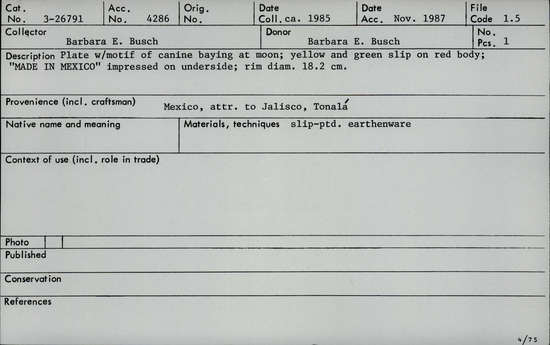 Cat. No. 3-26791 Acc. No. 4286 Orig. No. Date Coll. ca. 1985 Date Acc. Nov. 1987 File Code 1.5
Collector Barbara E. Busch Donor Barbara E. Busch No. Pcs. 1
Description Plate w/motif of canine baying at moon; yellow and green slip on red body;
"MADE IN MEXICO" impressed on underside; rim diam. 18.2 cm.
Provenience (incl. craftsman) Mexico, attr. to Jalisco, Tonalá
Native name and meaning Materials, techniques slip-ptd. earthenware
Context of use (incl. role in trade)
Photo
Published
Conservation
References
4/75